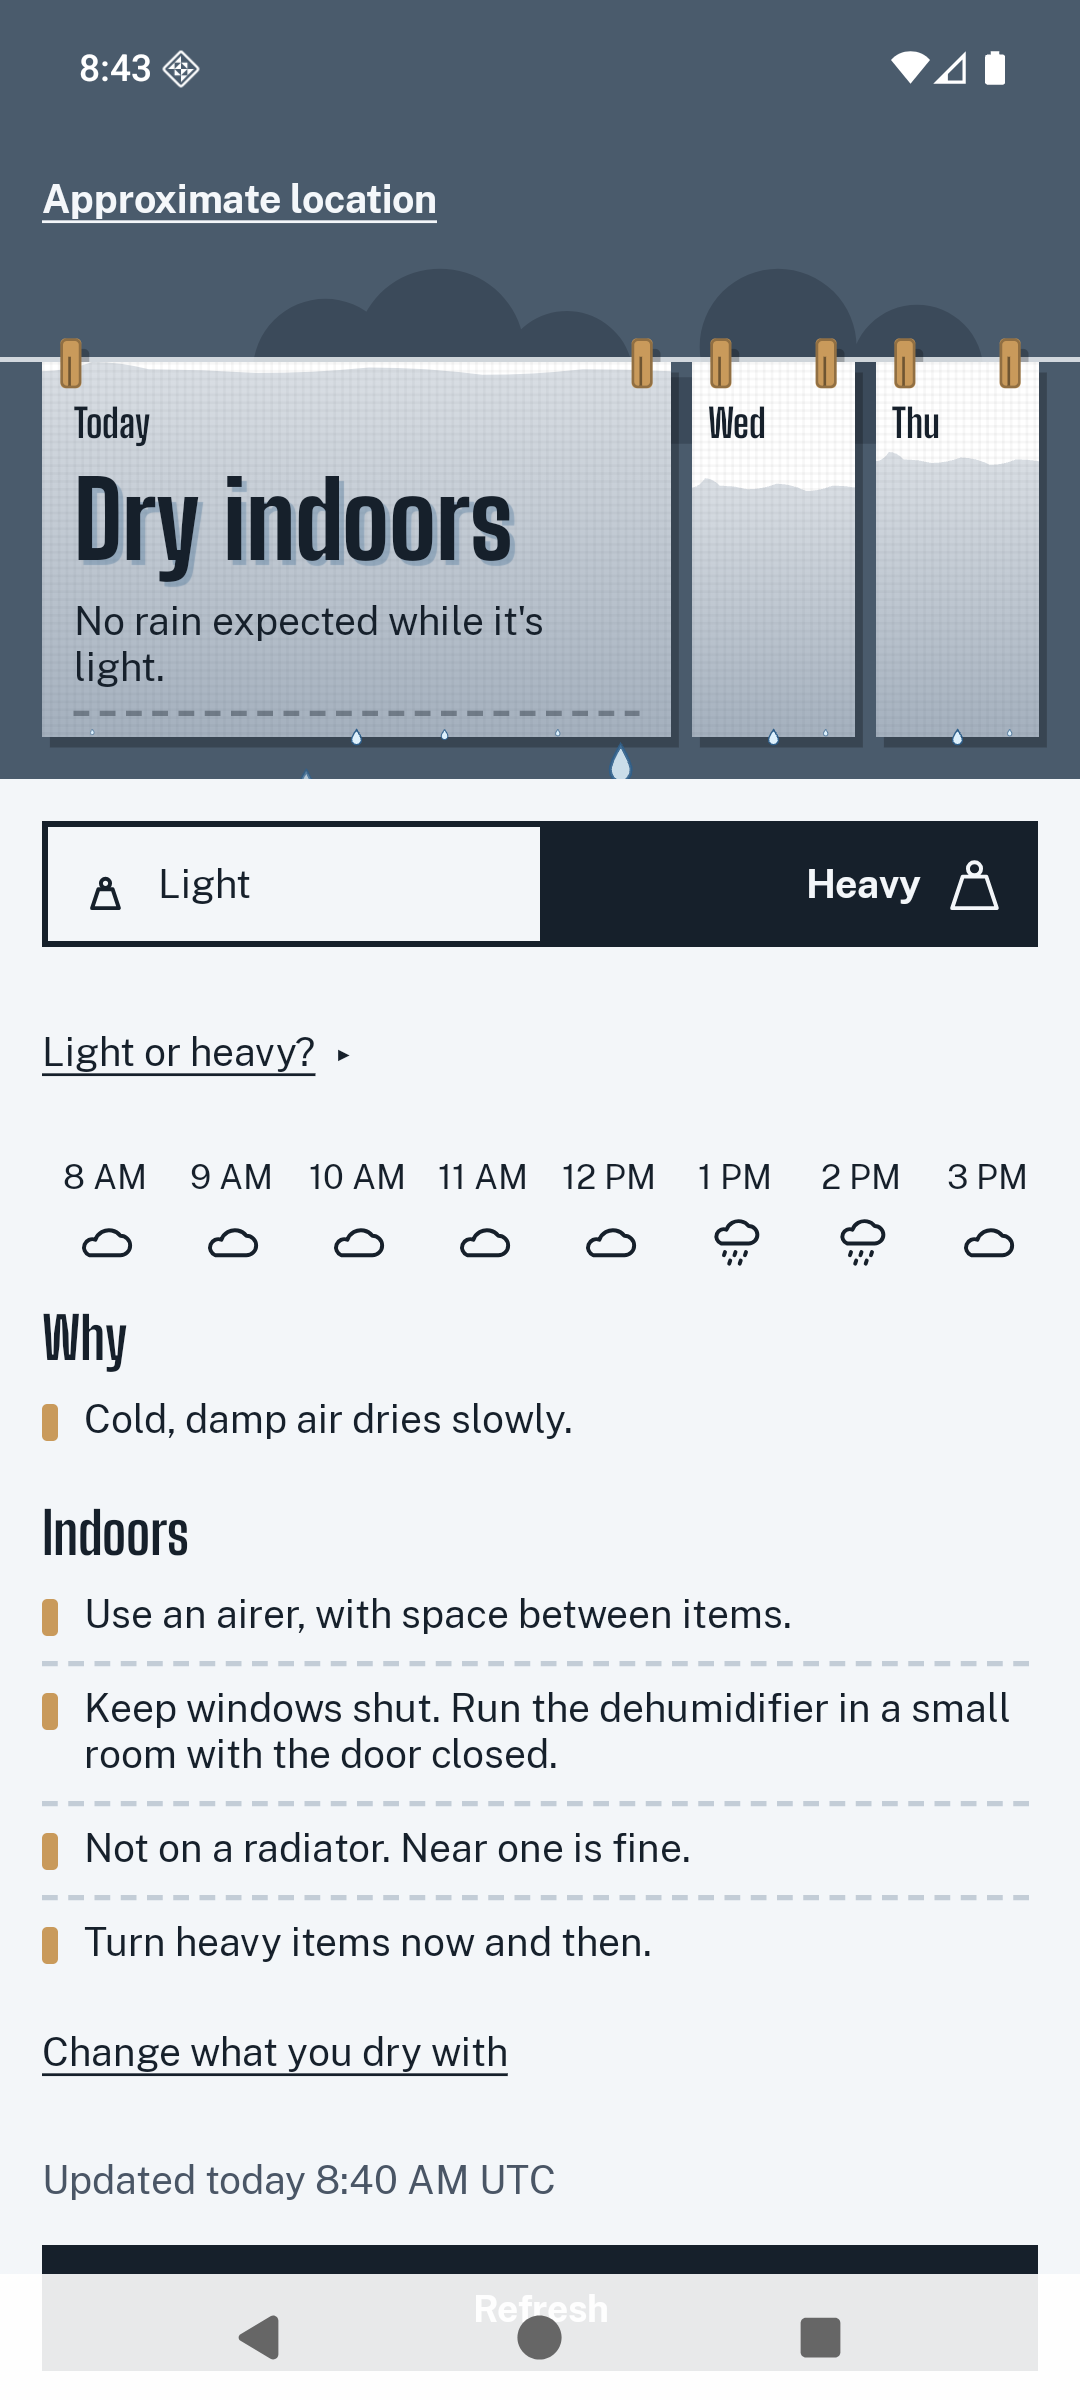 8:43
Approximate location
Today
Wed
Thu
Dry indoors
No rain expected while it's
light.
Light
Heavy
Light or heavy?
8 AM 9 AM 10 AM 11 AM 12 PM 1 PM 2 PM 3 PM
Why
Cold, damp air dries slowly.
Indoors
Use an airer, with space between items.
Keep windows shut. Run the dehumidifier in a small
room with the door closed.
Not on a radiator. Near one is fine.
Turn heavy items now and then.
Change what you dry with
Updated today 8:40 AM UTC
Refresh